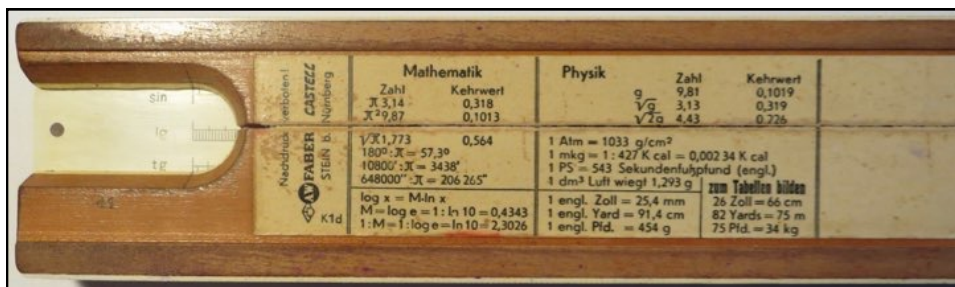 sin
lg
tg
Nachdruck verboten!
A.W. FABER CASTELL
STEIN b. Nürnberg
K1d
Mathematik
Zahl Kehrwert
π 3,14 0,318
π² 9,87 0,1013
√π 1,773 0,564
180° : π = 57,3°
10800' : π = 3438'
648000'' : π = 206 265''
log x = M·ln x
M = log e = 1 : ln 10 = 0,4343
1 : M = 1 : log e = ln 10 = 2,3026
Physik
Zahl Kehrwert
g 9,81 0,1019
√g 3,13 0,319
√2g 4,43 0,226
1 Atm = 1033 g/cm²
1 mkg = 1 : 427 K cal = 0,00234 K cal
1 PS = 543 Sekundenfußpfund (engl.)
1 dm³ Luft wiegt 1,293 g
1 engl. Zoll = 25,4 mm
1 engl. Yard = 91,4 cm
1 engl. Pfd. = 454 g
zum Tabellen bilden
26 Zoll = 66 cm
82 Yards = 75 m
75 Pfd. = 34 kg